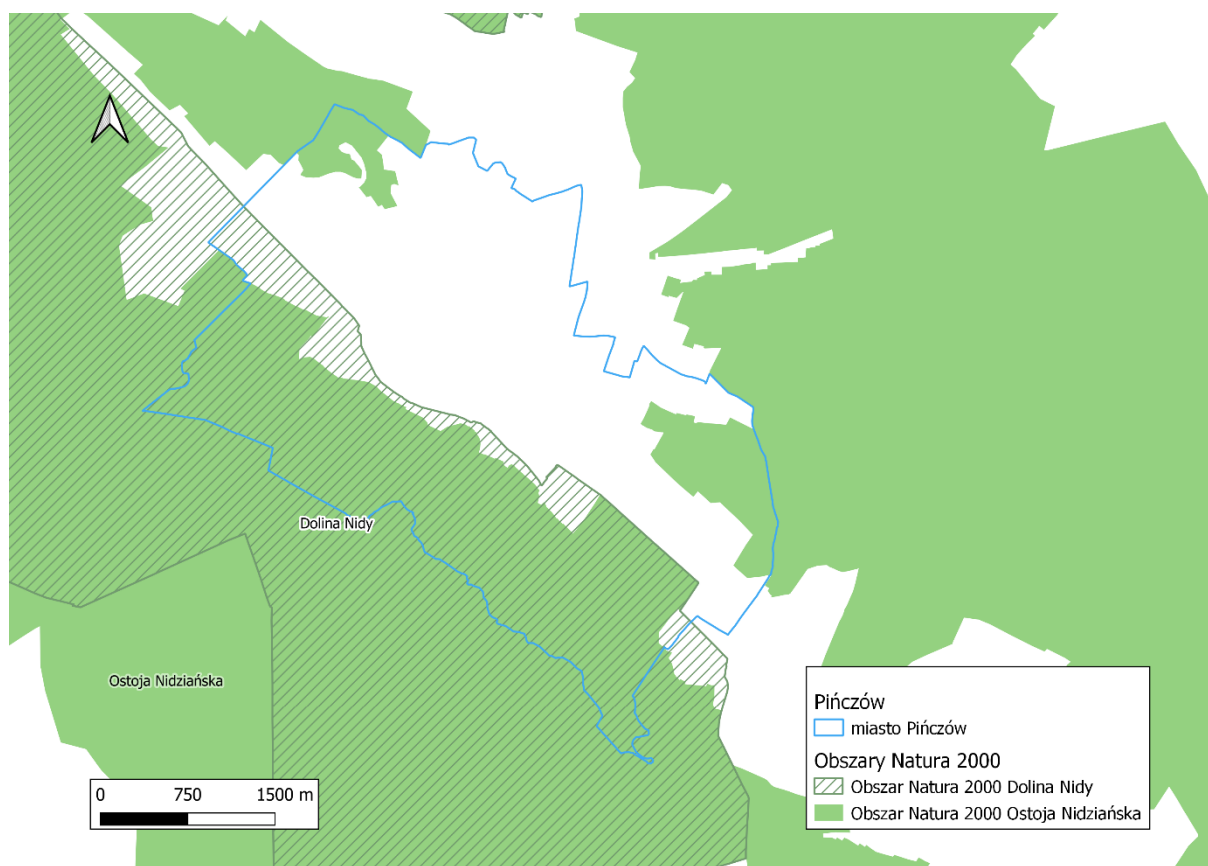 Dolina Nidy
Ostoja Nidziańska
0 750 1500 m
Pińczów
miasto Pińczów
Obszary Natura 2000
Obszar Natura 2000 Dolina Nidy
Obszar Natura 2000 Ostoja Nidziańska